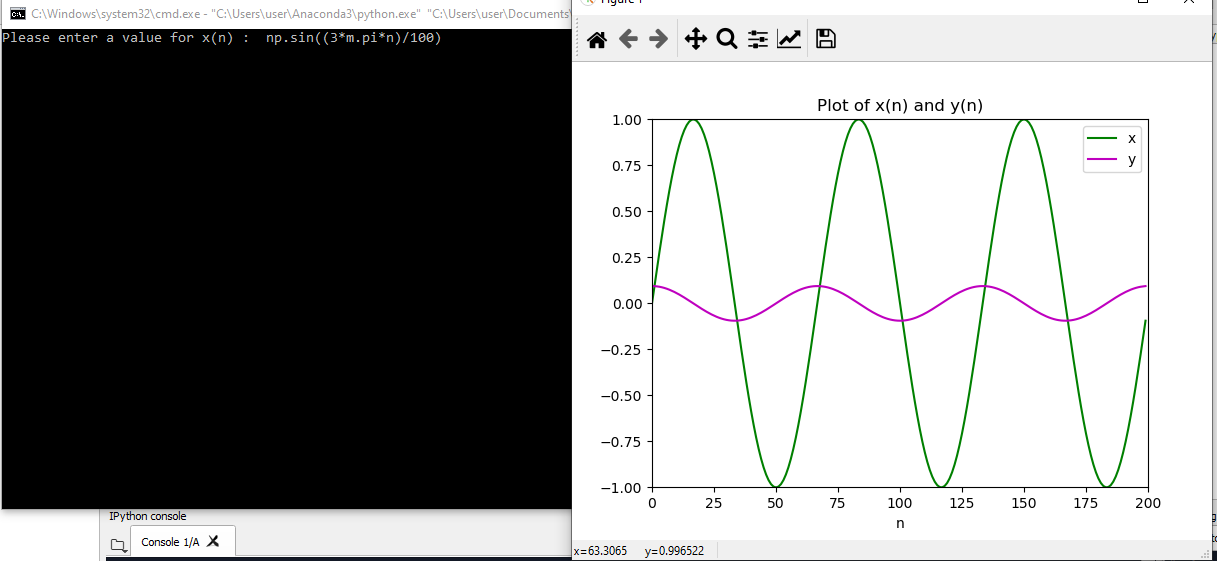 C:\Windows\system32\cmd.exe - "C:\Users\user\Anaconda3\python.exe" "C:\Users\user\Documents\
Please enter a value for x(n) :  np.sin((3*m.pi*n)/100)
Plot of x(n) and y(n)
x
y
1.00
0.75
0.50
0.25
0.00
−0.25
−0.50
−0.75
−1.00
0 25 50 75 100 125 150 175 200
n
x=63.3065 y=0.996522
IPython console
Console 1/A